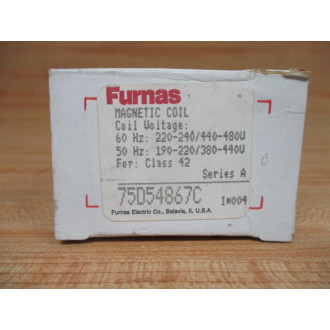 Furnas
MAGNETIC COIL
Coil Voltage:
60 Hz: 220-240/440-480V
50 Hz: 190-220/380-440V
For: Class 42
Series A
75D54867C
IW004
Furnas Electric Co., Batavia, IL U.S.A.